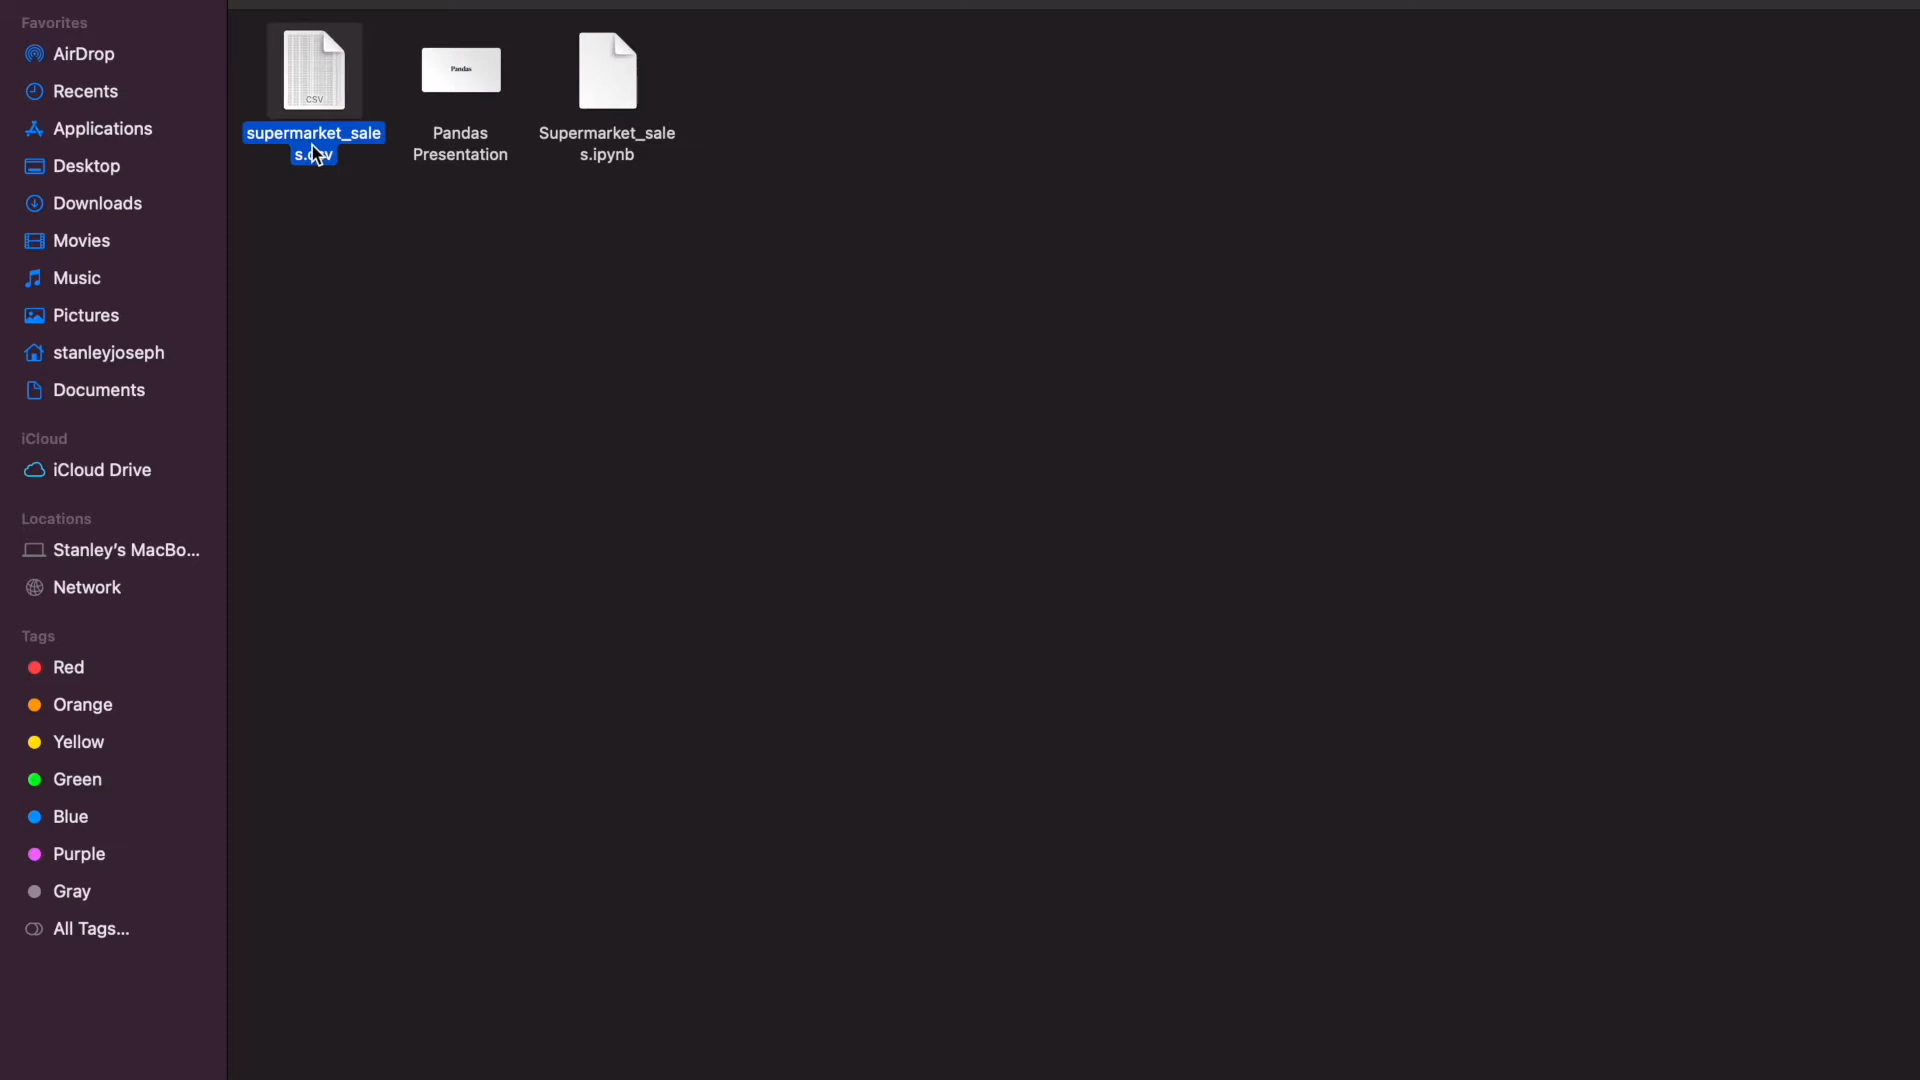 Favorites
AirDrop
Recents
Applications
Desktop
Downloads
Movies
Music
Pictures
stanleyjoseph
Documents
iCloud
iCloud Drive
Locations
Stanley's MacBo...
Network
Tags
Red
Orange
Yellow
Green
Blue
Purple
Gray
All Tags...
CSV
supermarket_sale
s.csv
Pandas
Pandas
Presentation
Supermarket_sale
s.ipynb